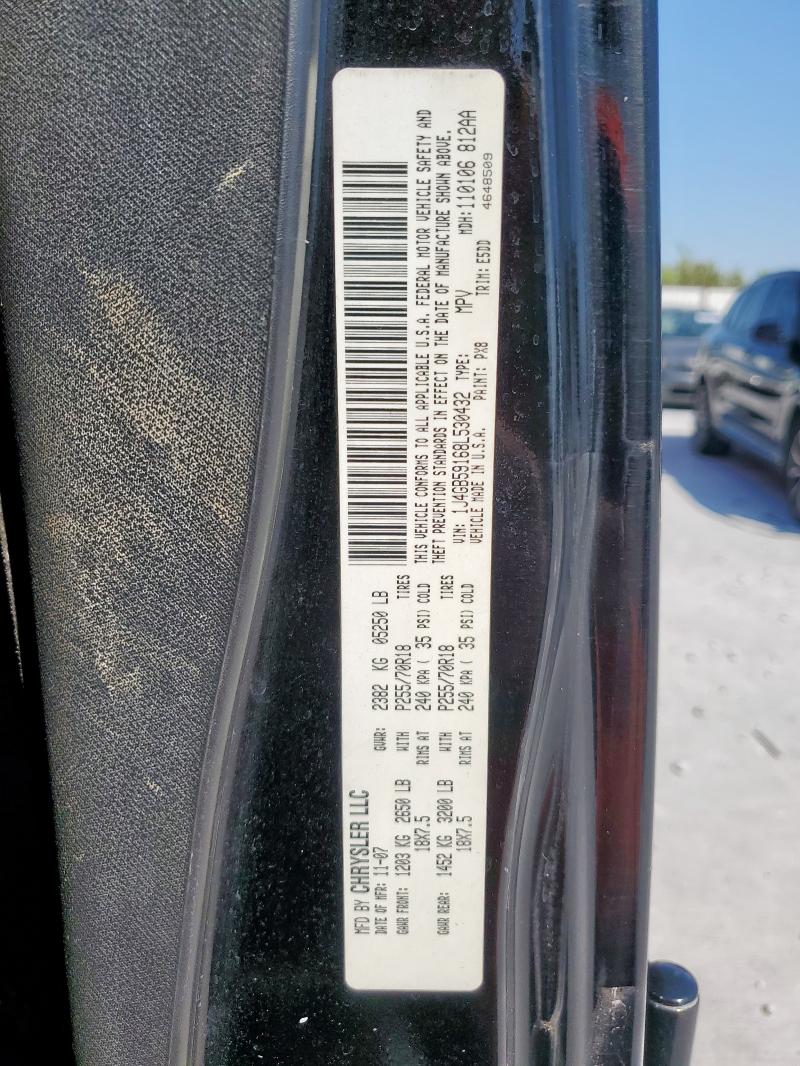 MFD BY CHRYSLER LLC
DATE OF MFR: 11-07 GVWR: 2382 KG 05250 LB
GAWR FRONT: 1203 KG 2650 LB WITH P255/70R18 TIRES
18X7.5 RIMS AT 240 KPA ( 35 PSI) COLD
GAWR REAR: 1452 KG 3200 LB WITH P255/70R18 TIRES
18X7.5 RIMS AT 240 KPA ( 35 PSI) COLD
THIS VEHICLE CONFORMS TO ALL APPLICABLE U.S.A. FEDERAL MOTOR VEHICLE SAFETY AND
THEFT PREVENTION STANDARDS IN EFFECT ON THE DATE OF MANUFACTURE SHOWN ABOVE.
VIN: 1J4GB59168L530432 TYPE: MPV MDH:110106 812AA
VEHICLE MADE IN U.S.A. PAINT: PX8 TRIM: E5DD 4648509